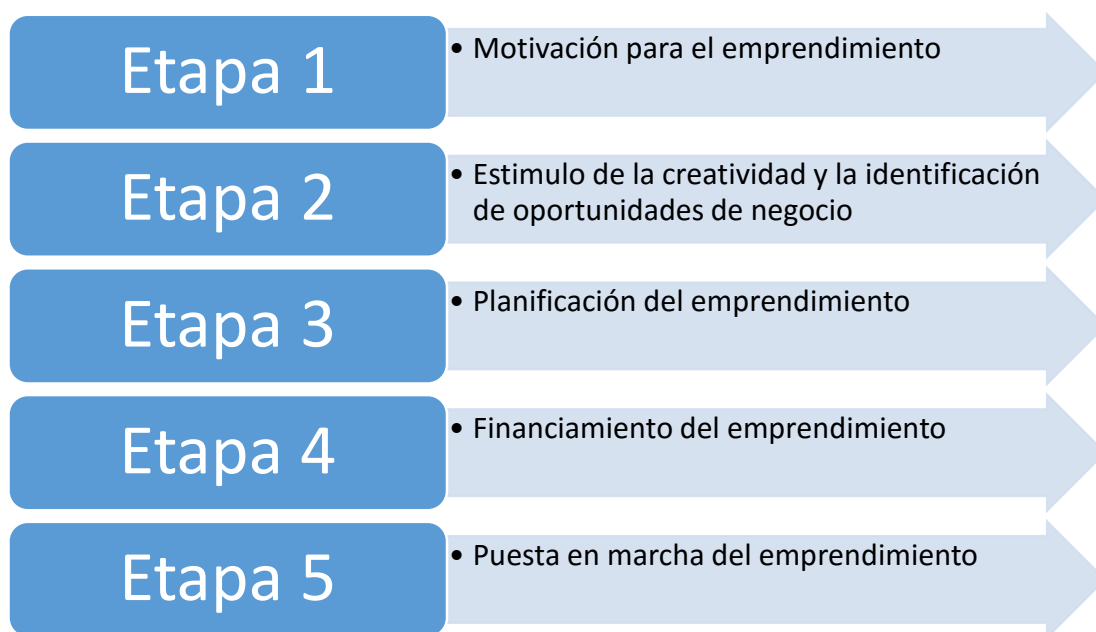 Etapa 1
• Motivación para el emprendimiento
Etapa 2
• Estimulo de la creatividad y la identificación
de oportunidades de negocio
Etapa 3
• Planificación del emprendimiento
Etapa 4
• Financiamiento del emprendimiento
Etapa 5
• Puesta en marcha del emprendimiento